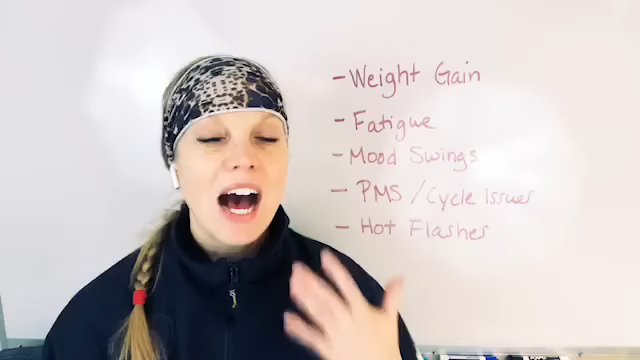 - Weight Gain
- Fatigue
- Mood Swings
- PMS / Cycle Issues
- Hot Flashes